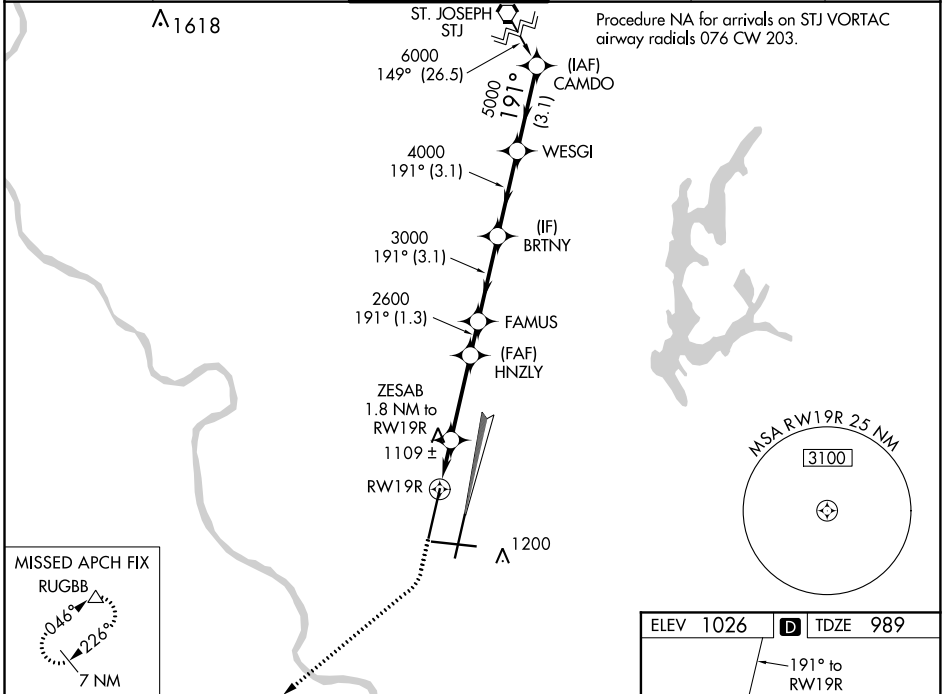 1618
ST. JOSEPH
STJ
Procedure NA for arrivals on STJ VORTAC
airway radials 076 CW 203.
6000
149° (26.5)
(IAF)
CAMDO
5000
191°
(3.1)
WESGI
4000
191° (3.1)
(IF)
BRTNY
3000
191° (3.1)
2600
191° (1.3)
FAMUS
(FAF)
HNZLY
ZESAB
1.8 NM to
RW19R
1109 ±
RW19R
1200
MSA RW19R 25 NM
3100
MISSED APCH FIX
RUGBB
046°
226°
7 NM
ELEV 1026 D TDZE 989
191° to
RW19R